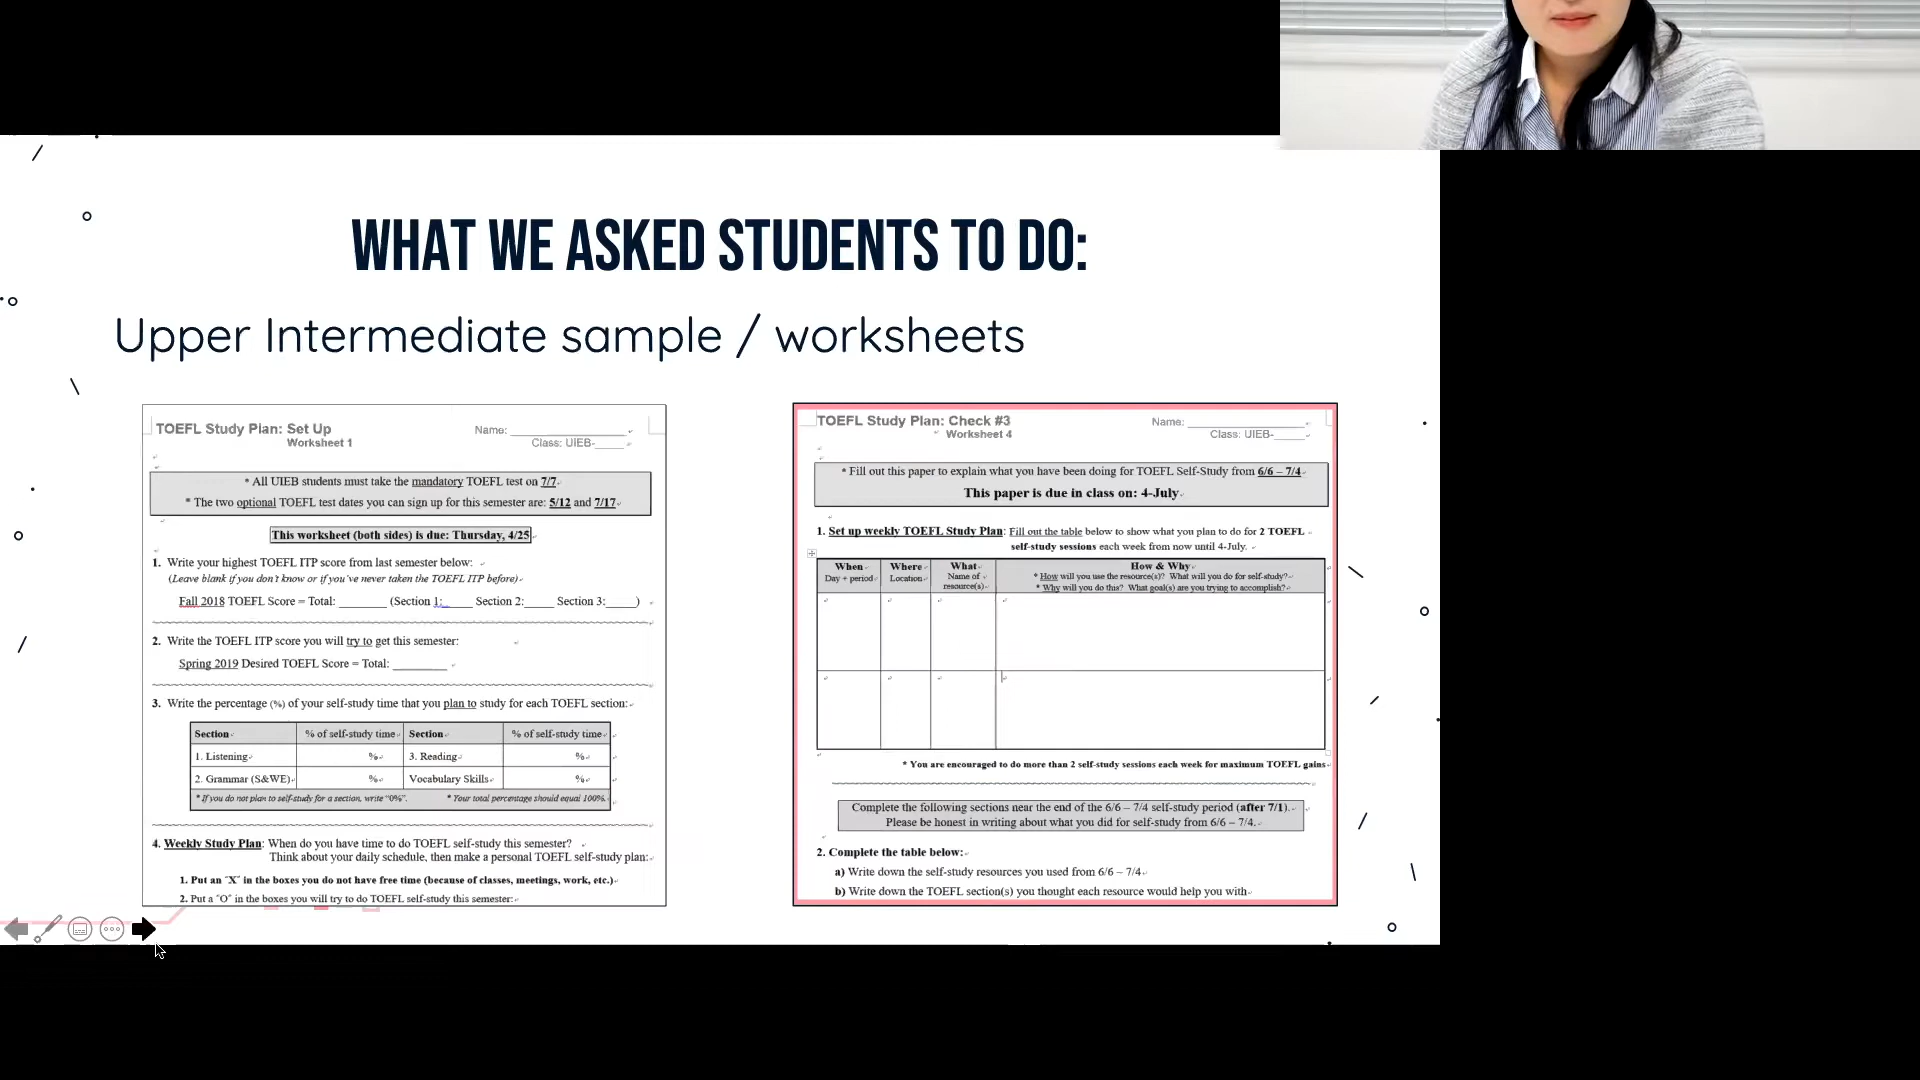 WHAT WE ASKED STUDENTS TO DO:
Upper Intermediate sample / worksheets
TOEFL Study Plan: Set Up
Name: ____________________
Worksheet 1
Class: UIEB-_____
* All UIEB students must take the mandatory TOEFL test on 7/7
* The two optional TOEFL test dates you can sign up for this semester are: 5/12 and 7/17
This worksheet (both sides) is due: Thursday, 4/25
1. Write your highest TOEFL ITP score from last semester below:
(Leave blank if you don't know or if you've never taken the TOEFL ITP before)
Fall 2018 TOEFL Score = Total: ________ (Section 1:_____ Section 2:_____ Section 3:_____)
2. Write the TOEFL ITP score you will try to get this semester:
Spring 2019 Desired TOEFL Score = Total: _________
3. Write the percentage (%) of your self-study time that you plan to study for each TOEFL section:
Section % of self-study time Section % of self-study time
1. Listening % 3. Reading %
2. Grammar (S&WE) % Vocabulary Skills %
* If you do not plan to self-study for a section, write "0%". * Your total percentage should equal 100%.
4. Weekly Study Plan: When do you have time to do TOEFL self-study this semester?
Think about your daily schedule, then make a personal TOEFL self-study plan:
1. Put an "X" in the boxes you do not have free time (because of classes, meetings, work, etc.)
2. Put a "O" in the boxes you will try to do TOEFL self-study this semester:
TOEFL Study Plan: Check #3
Name: ____________________
Worksheet 4
Class: UIEB-_____
* Fill out this paper to explain what you have been doing for TOEFL Self-Study from 6/6 – 7/4
This paper is due in class on: 4-July
1. Set up weekly TOEFL Study Plan: Fill out the table below to show what you plan to do for 2 TOEFL
self-study sessions each week from now until 4-July.
When Where What How & Why
Day + period Location Name of resource(s) * How will you use the resource(s)? What will you do for self-study?
* Why will you do this? What goal(s) are you trying to accomplish?
* You are encouraged to do more than 2 self-study sessions each week for maximum TOEFL gains
Complete the following sections near the end of the 6/6 – 7/4 self-study period (after 7/1).
Please be honest in writing about what you did for self-study from 6/6 – 7/4.
2. Complete the table below:
a) Write down the self-study resources you used from 6/6 – 7/4
b) Write down the TOEFL section(s) you thought each resource would help you with